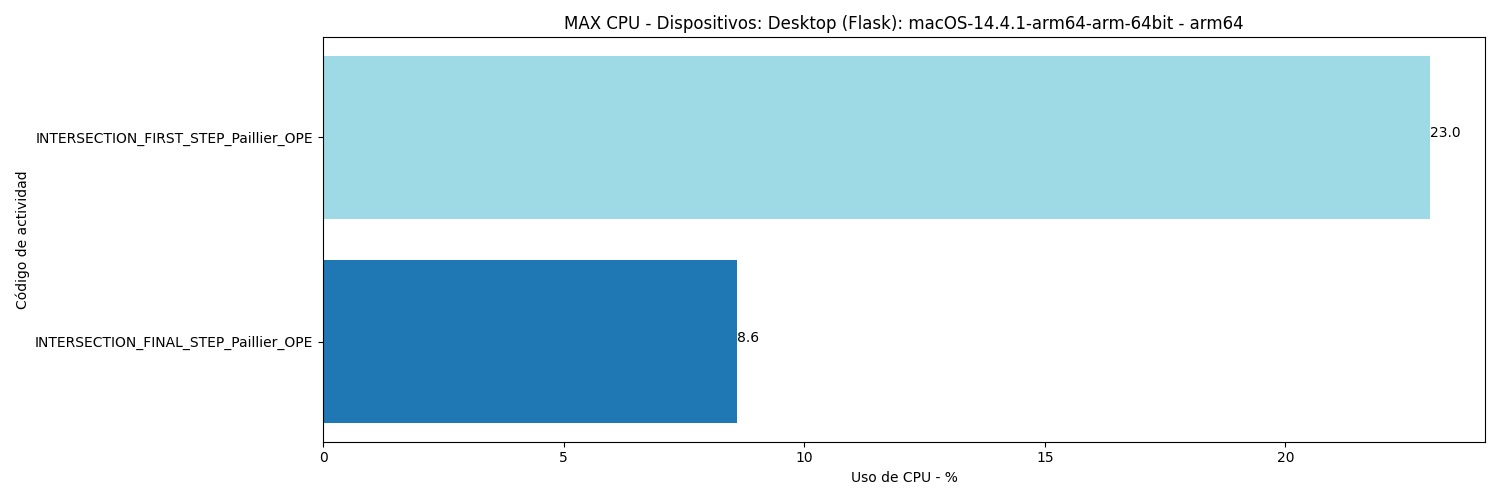 MAX CPU - Dispositivos: Desktop (Flask): macOS-14.4.1-arm64-arm-64bit - arm64
Código de actividad
INTERSECTION_FIRST_STEP_Paillier_OPE
23.0
INTERSECTION_FINAL_STEP_Paillier_OPE
8.6
0 5 10 15 20
Uso de CPU - %